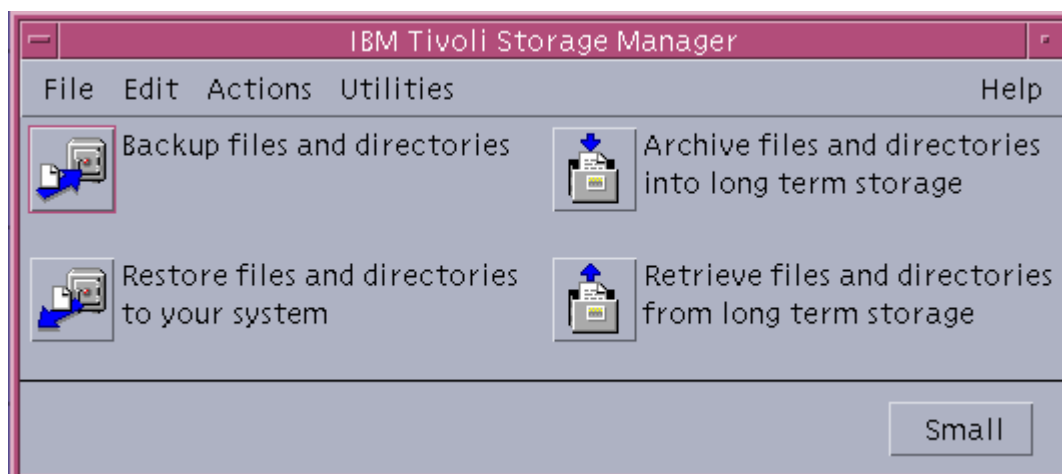 IBM Tivoli Storage Manager
File Edit Actions Utilities Help
Backup files and directories
Archive files and directories
into long term storage
Restore files and directories
to your system
Retrieve files and directories
from long term storage
Small